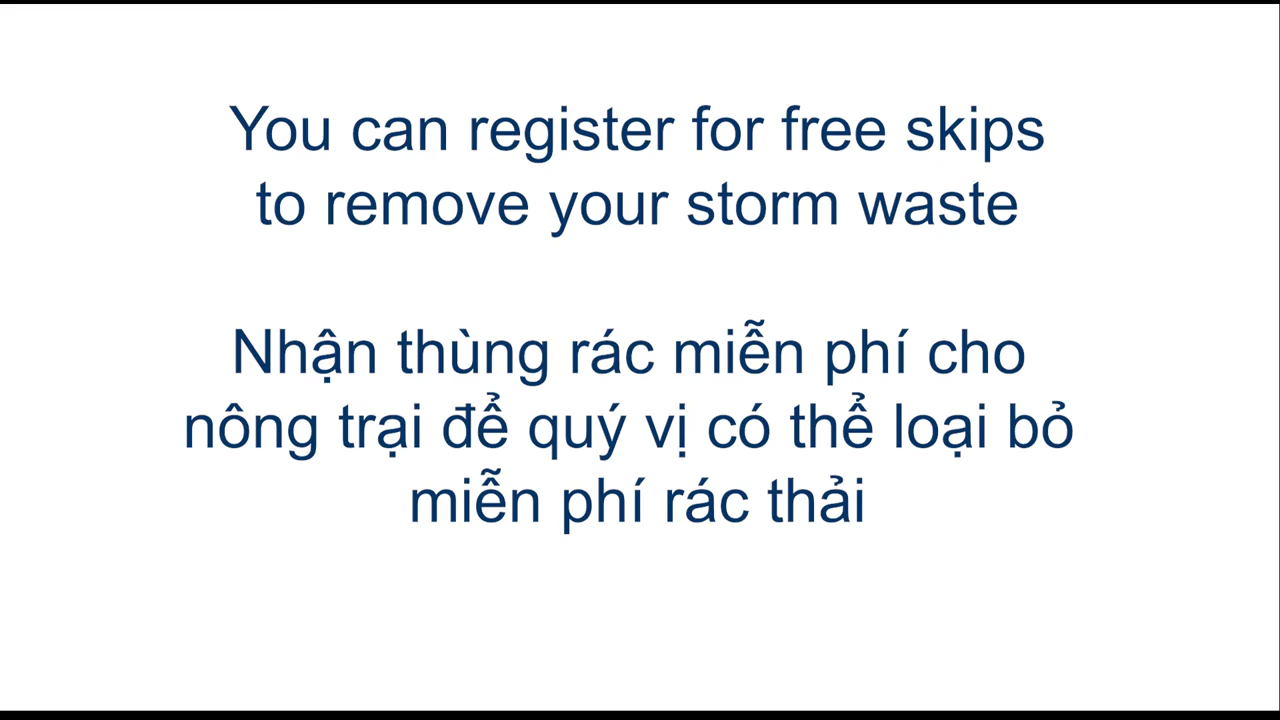 You can register for free skips
to remove your storm waste
Nhận thùng rác miễn phí cho
nông trại để quý vị có thể loại bỏ
miễn phí rác thải